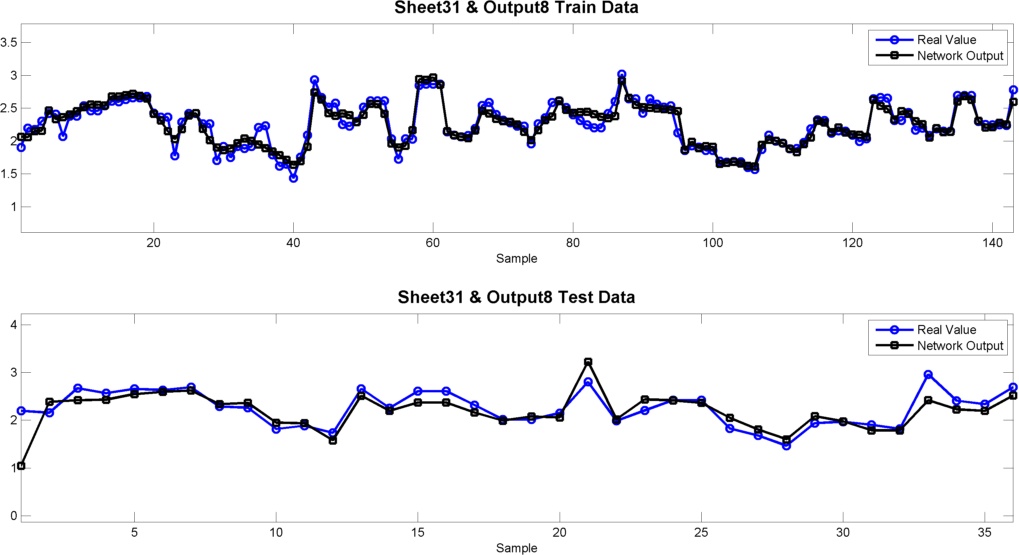 Sheet31 & Output8 Train Data
3.5
3
2.5
2
1.5
1
Real Value
Network Output
20 40 60 80 100 120 140
Sample
Sheet31 & Output8 Test Data
4
3
2
1
0
Real Value
Network Output
5 10 15 20 25 30 35
Sample